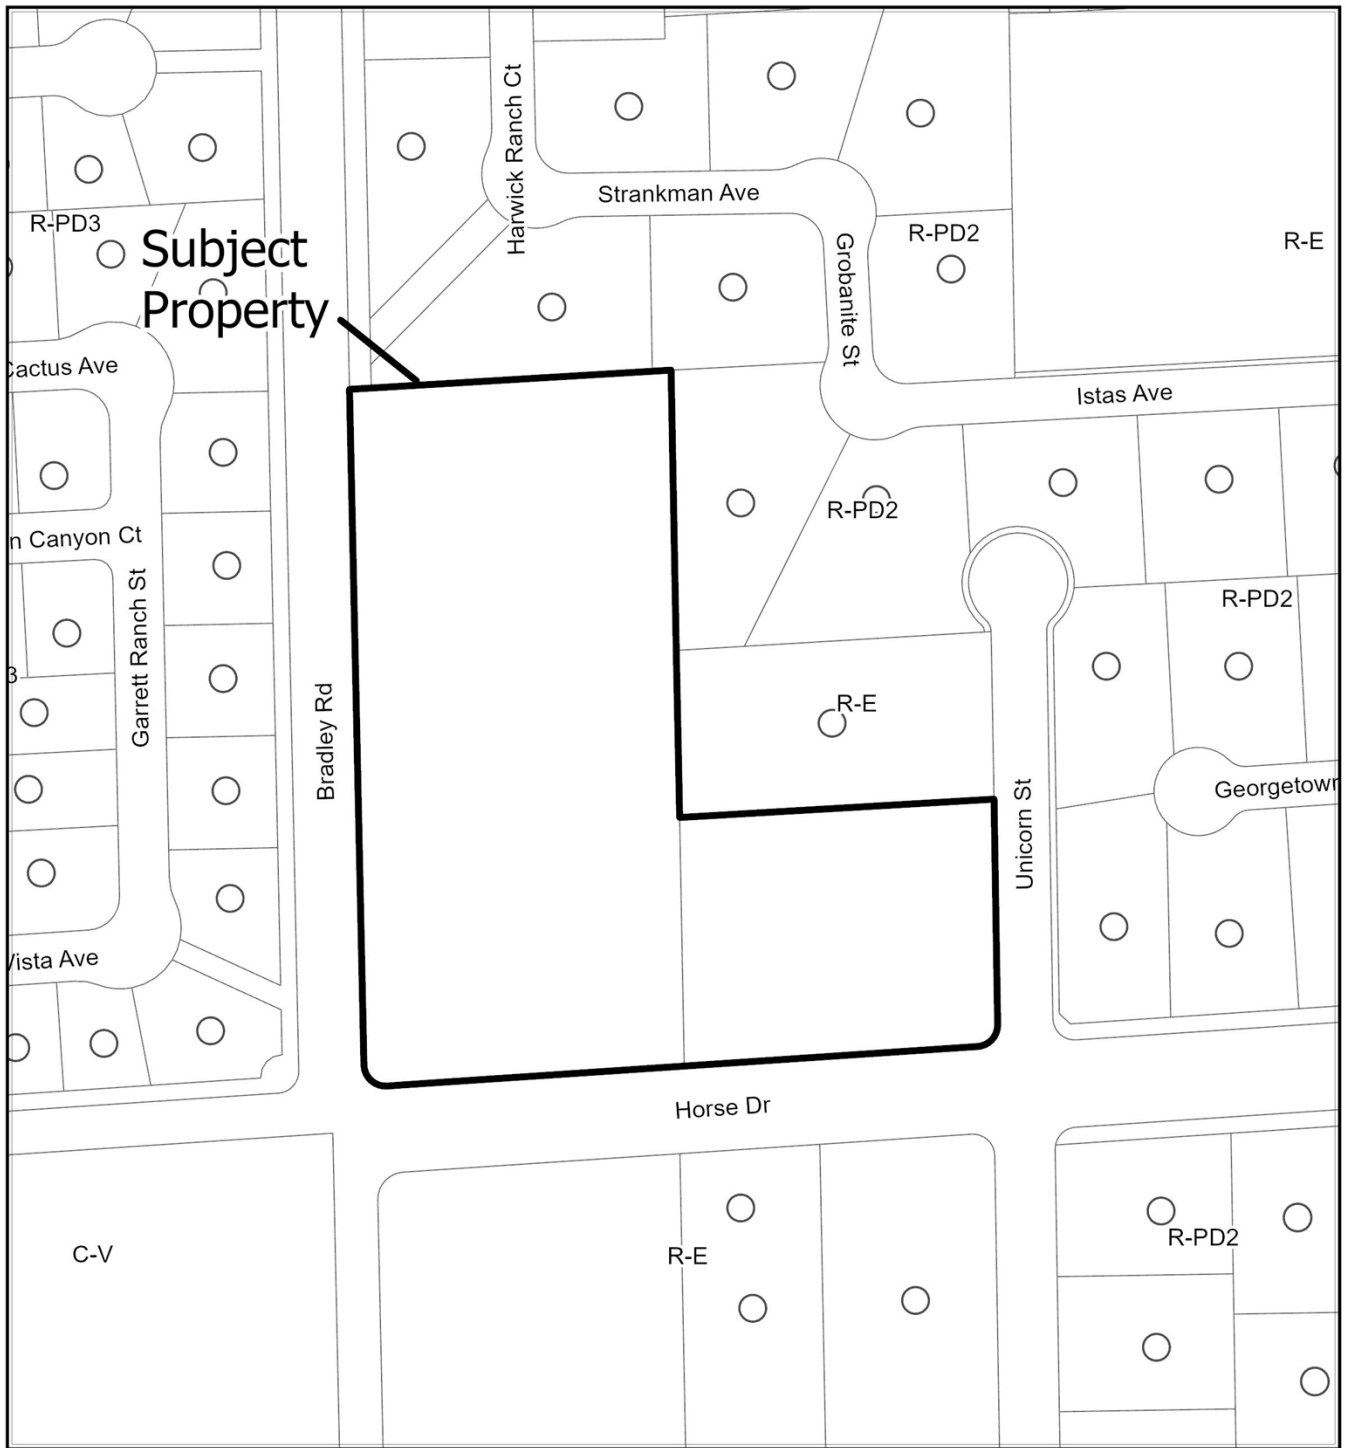 Harwick Ranch Ct
Strankman Ave
R-PD3
Subject
Property
Grobanite St
R-PD2
R-E
Cactus Ave
Istas Ave
R-PD2
n Canyon Ct
Garrett Ranch St
R-PD2
3
Bradley Rd
R-E
Unicorn St
Georgetown
Vista Ave
Horse Dr
C-V
R-E
R-PD2